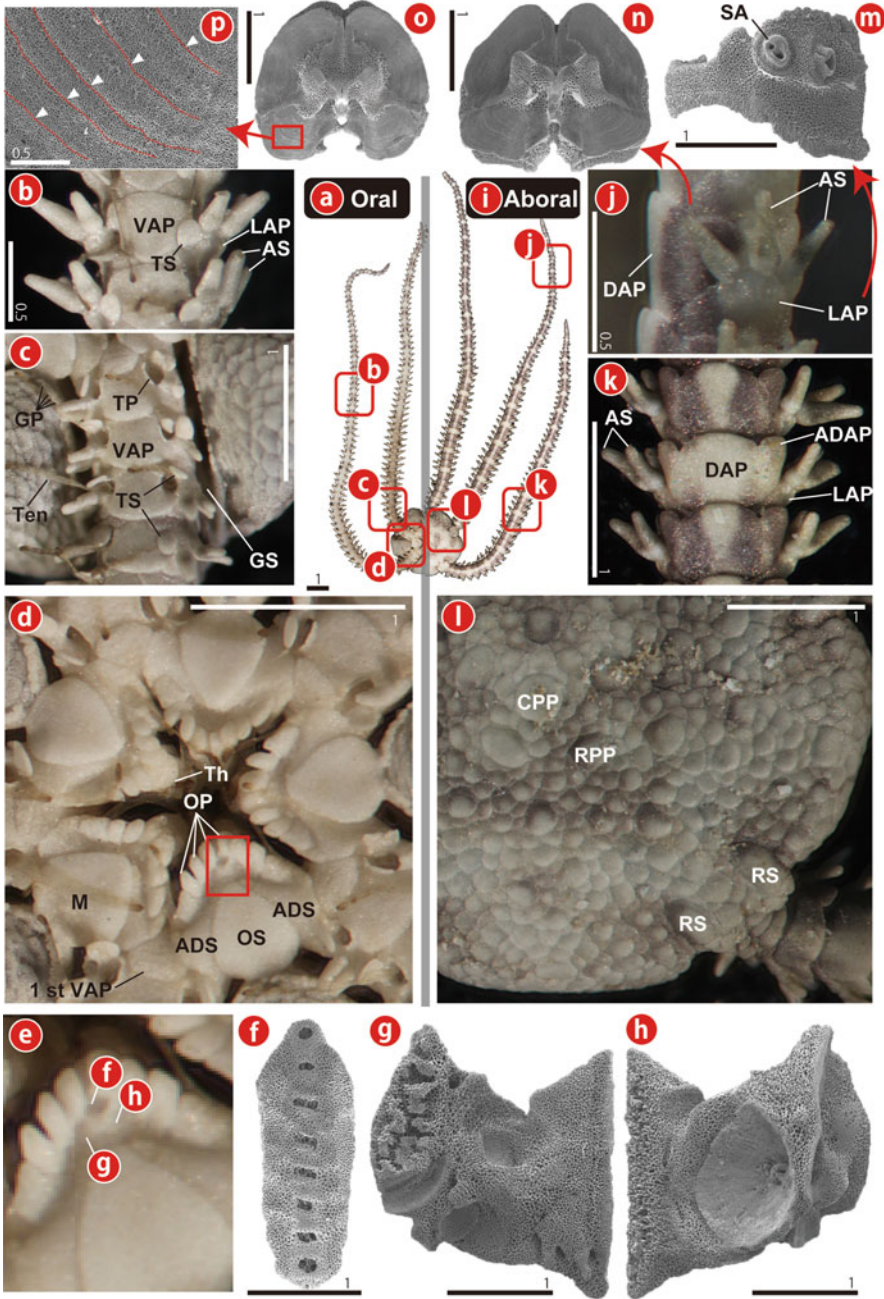 p
0.5
1
o
1
n
SA
m
1
b
VAP
LAP
TS
AS
0.5
a Oral
i Aboral
j
b
c
d
l
k
1
j
AS
DAP
LAP
0.5
c
1
TP
GP
VAP
TS
Ten
GS
k
AS
ADAP
DAP
LAP
1
d
1
Th
OP
M
ADS
ADS
OS
1 st VAP
l
1
CPP
RPP
RS
RS
e
f
h
g
f
1
g
1
h
1